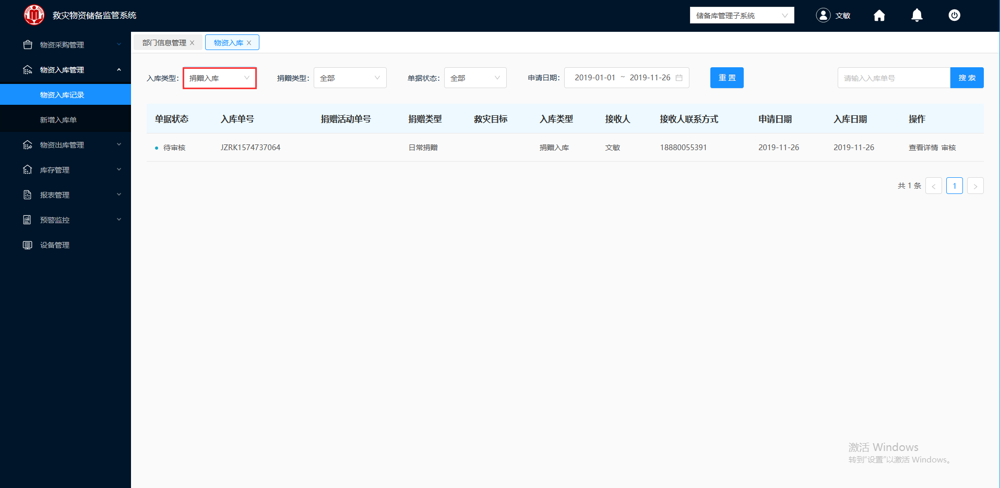 救灾物资储备监管系统
储备库管理子系统
文敏
物资采购管理
物资入库管理
物资入库记录
新增入库单
物资出库管理
库存管理
报表管理
预警监控
设备管理
部门信息管理
物资入库
入库类型： 捐赠入库 捐赠类型： 全部 单据状态： 全部 申请日期： 2019-01-01 ~ 2019-11-26 重 置 请输入入库单号 搜 索
单据状态 入库单号 捐赠活动单号 捐赠类型 救灾目标 入库类型 接收人 接收人联系方式 申请日期 入库日期 操作
待审核 JZRK1574737064 日常捐赠 捐赠入库 文敏 18880055391 2019-11-26 2019-11-26 查看详情 审核
共 1 条 < 1 >
激活 Windows
转到“设置”以激活 Windows。